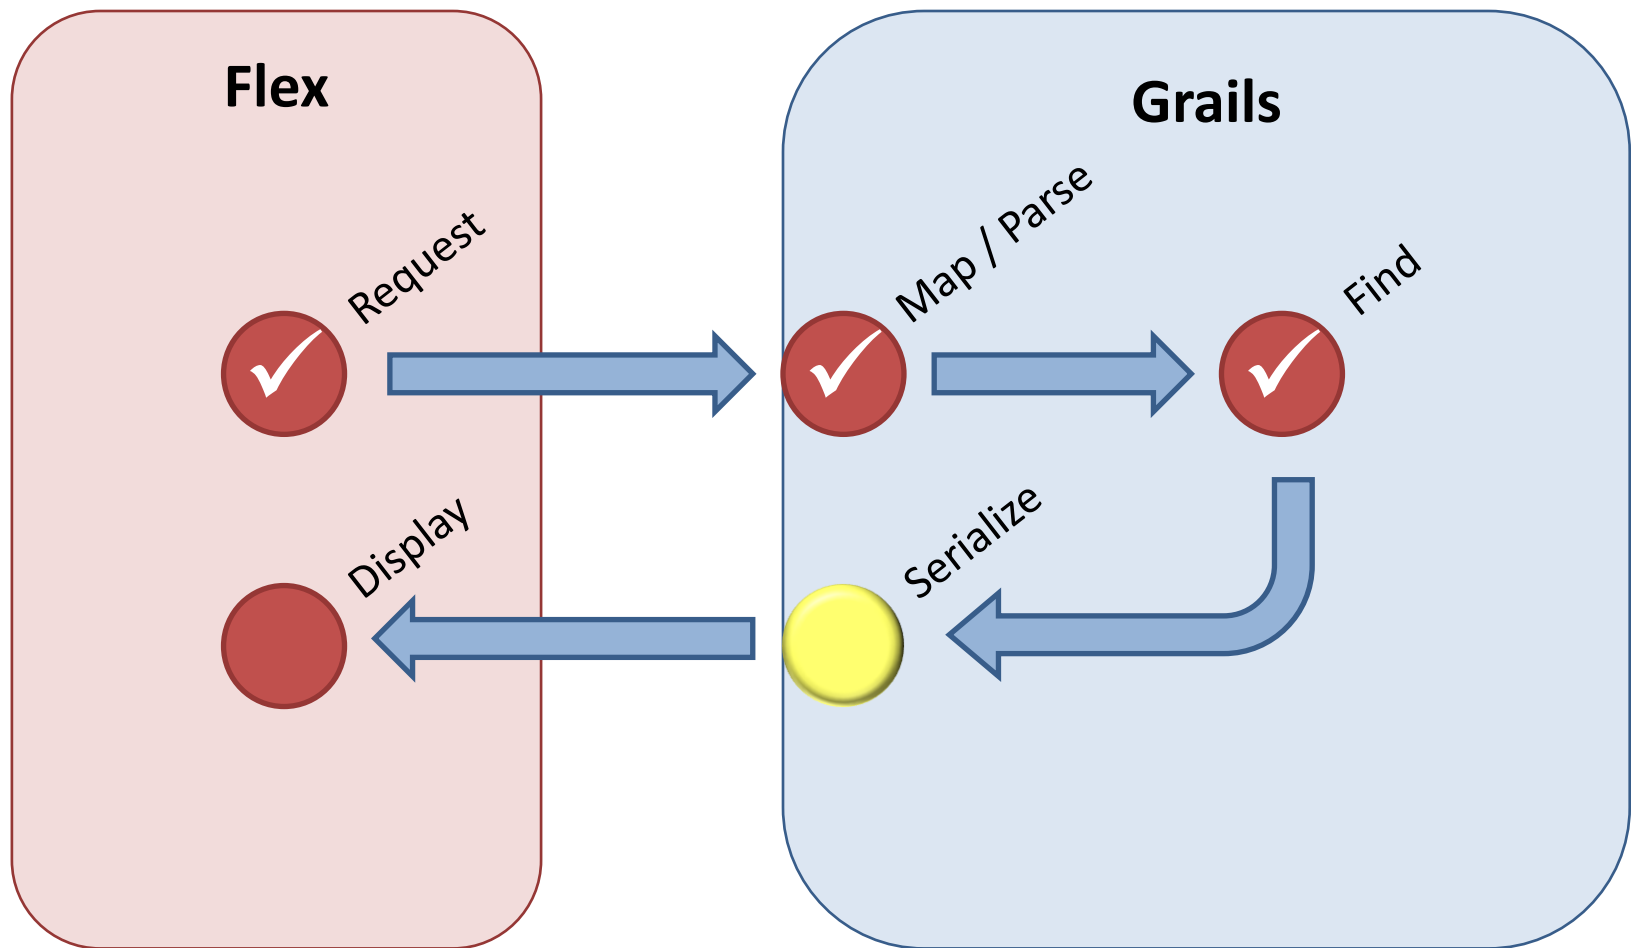 Flex
Grails
Request
Map / Parse
Find
Display
Serialize